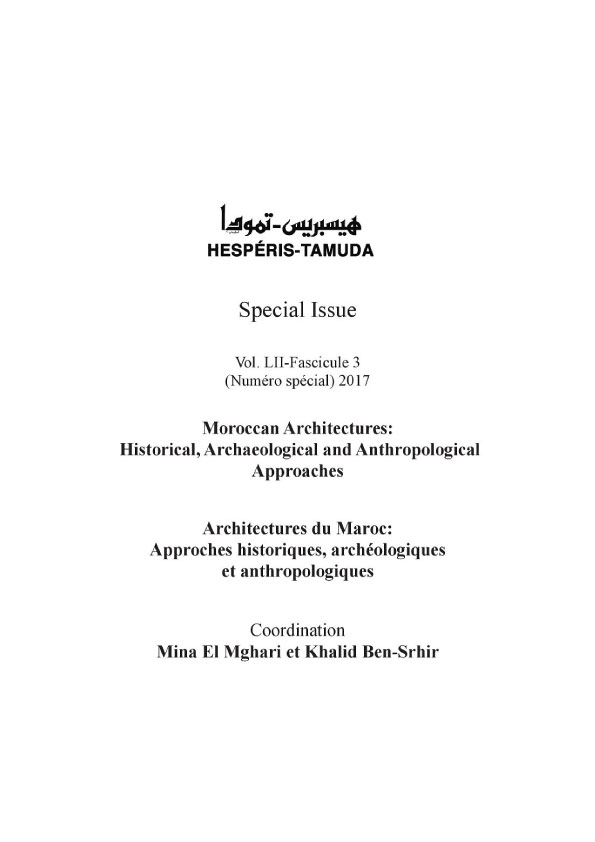 هيسبريس-تمودا
HESPÉRIS-TAMUDA
Special Issue
Vol. LII-Fascicule 3
(Numéro spécial) 2017
Moroccan Architectures:
Historical, Archaeological and Anthropological
Approaches
Architectures du Maroc:
Approches historiques, archéologiques
et anthropologiques
Coordination
Mina El Mghari et Khalid Ben-Srhir